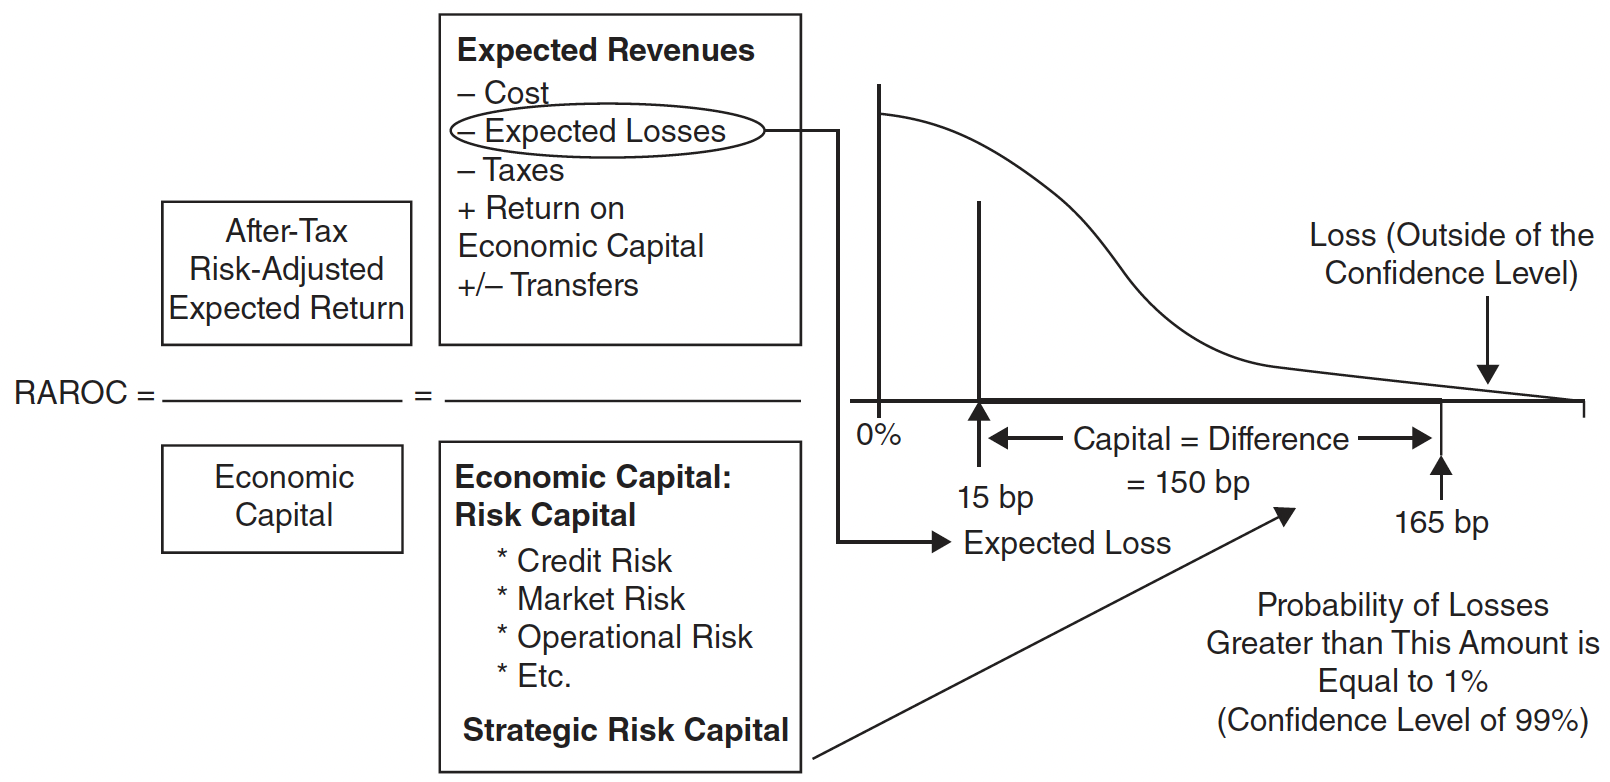 RAROC =
After-Tax
Risk-Adjusted
Expected Return
Economic
Capital
=
Expected Revenues
– Cost
– Expected Losses
– Taxes
+ Return on
Economic Capital
+/– Transfers
Economic Capital:
Risk Capital
* Credit Risk
* Market Risk
* Operational Risk
* Etc.
Strategic Risk Capital
Loss (Outside of the
Confidence Level)
0%
Capital = Difference
= 150 bp
15 bp
165 bp
Expected Loss
Probability of Losses
Greater than This Amount is
Equal to 1%
(Confidence Level of 99%)